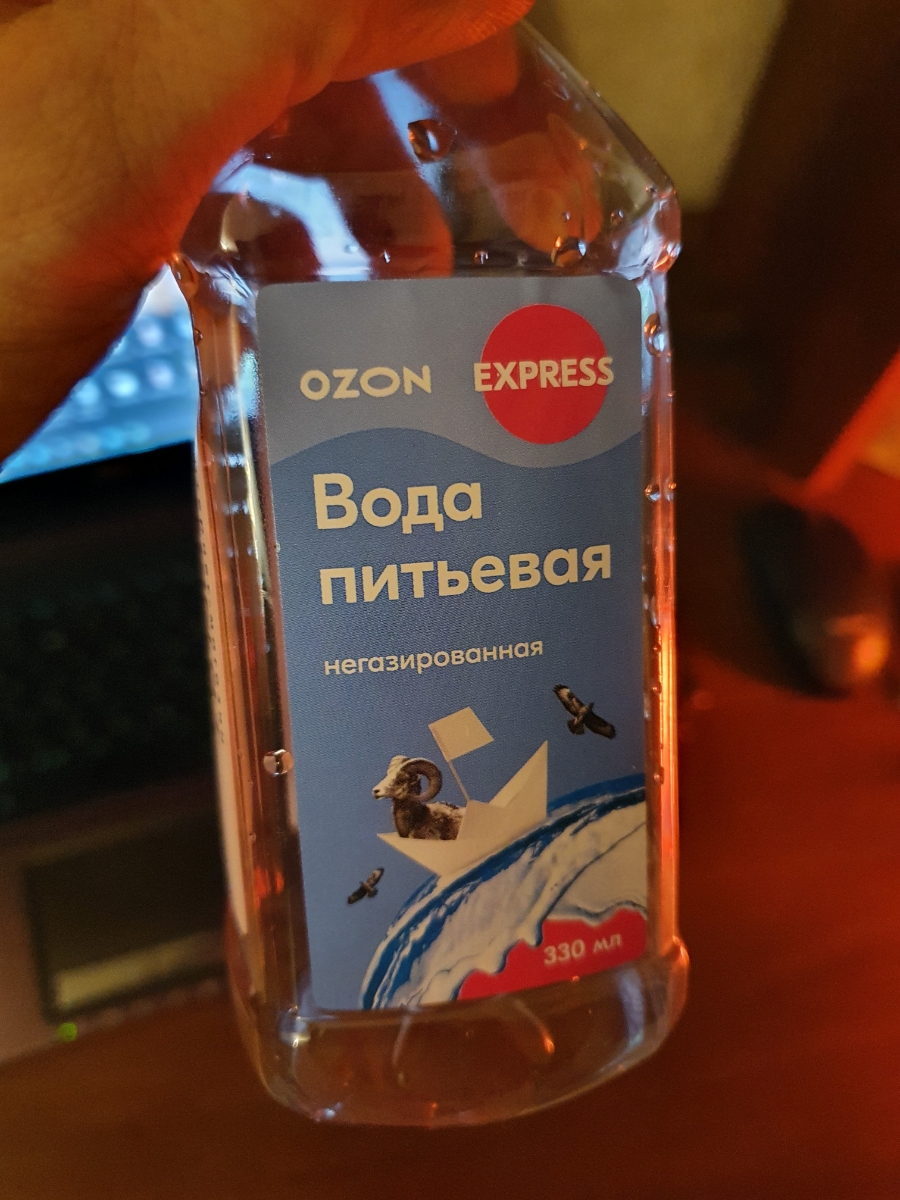 OZON EXPRESS
Вода
питьевая
негазированная
330 мл